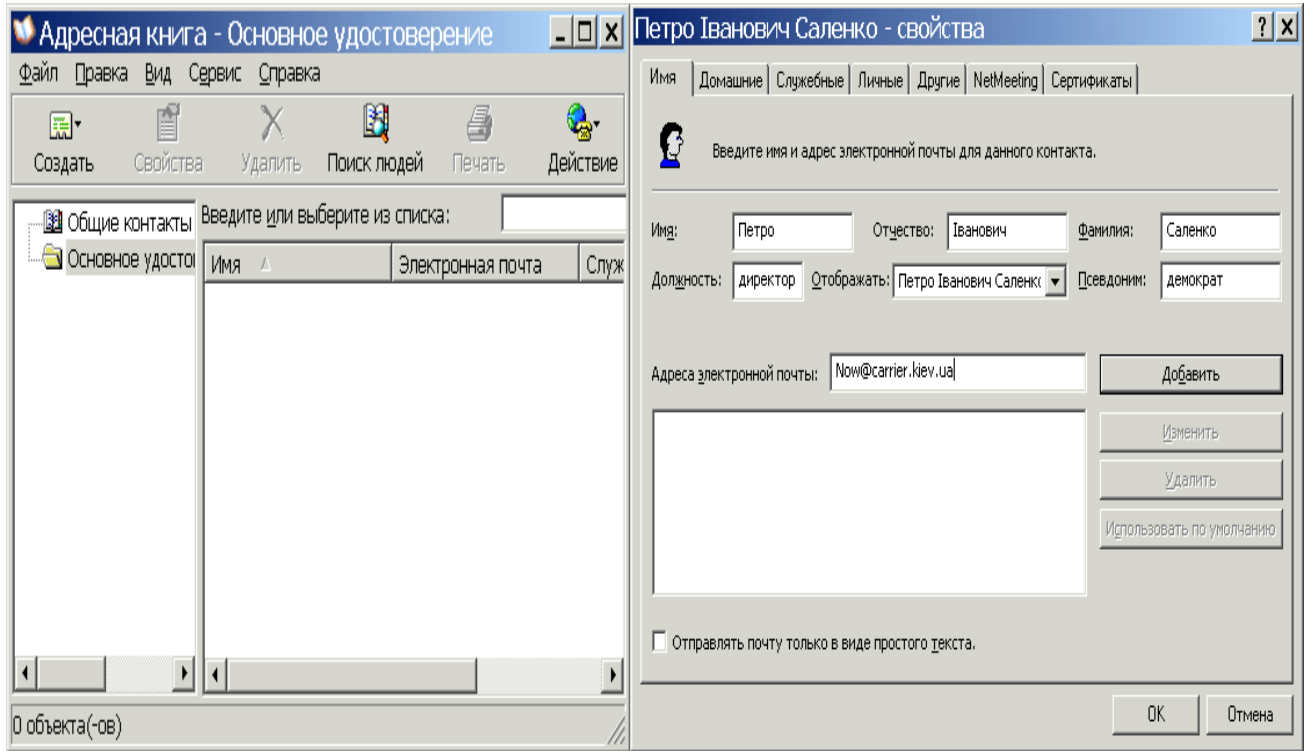 Адресная книга - Основное удостоверение
Файл Правка Вид Сервис Справка
Создать Свойства Удалить Поиск людей Печать Действие
Общие контакты
Основное удосто
Введите или выберите из списка:
Имя Электронная почта Служ
0 объекта(-ов)
Петро Іванович Саленко - свойства
Имя Домашние Служебные Личные Другие NetMeeting Сертификаты
Введите имя и адрес электронной почты для данного контакта.
Имя: Петро Отчество: Іванович Фамилия: Саленко
Должность: директор Отображать: Петро Іванович Саленк Псевдоним: демократ
Адреса электронной почты: Now@carrier.kiev.ua Добавить
Изменить
Удалить
Использовать по умолчанию
Отправлять почту только в виде простого текста.
OK Отмена